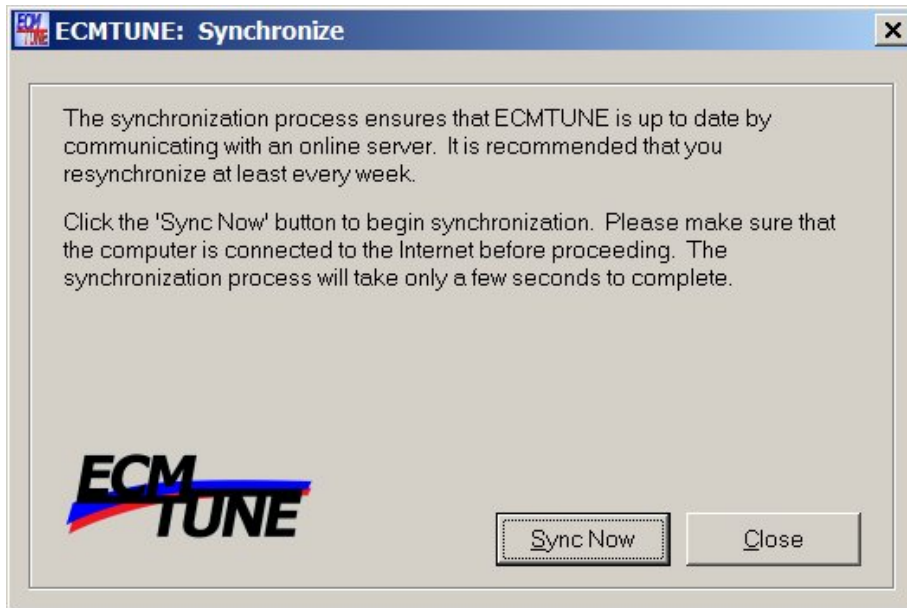 ECM
TUNE
ECMTUNE: Synchronize
The synchronization process ensures that ECMTUNE is up to date by
communicating with an online server. It is recommended that you
resynchronize at least every week.
Click the 'Sync Now' button to begin synchronization. Please make sure that
the computer is connected to the Internet before proceeding. The
synchronization process will take only a few seconds to complete.
ECM
TUNE
Sync Now
Close